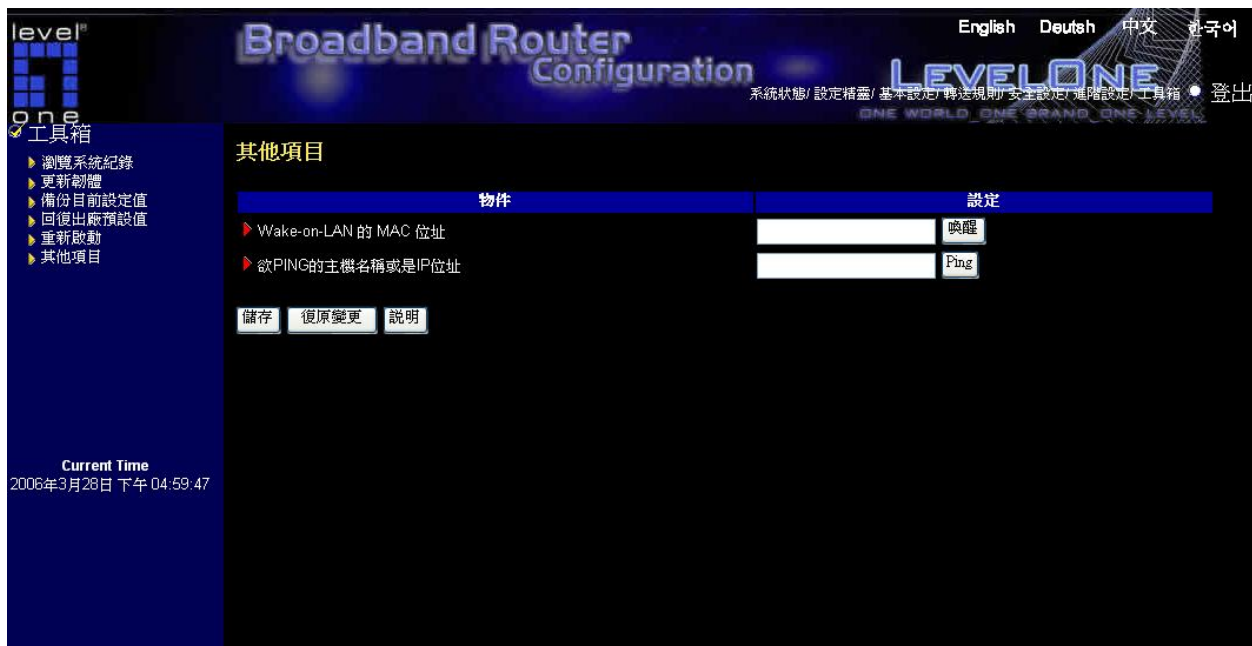 level®
one
Broadband Router
Configuration
English Deutsh 中文 한국어
LEVELONE
系統狀態/ 設定精靈/ 基本設定/ 轉送規則/ 安全設定/ 進階設定/ 工具箱 登出
ONE WORLD_ONE BRAND_ONE LEVEL
工具箱
瀏覽系統紀錄
更新韌體
備份目前設定值
回復出廠預設值
重新啟動
其他項目
Current Time
2006年3月28日 下午 04:59:47
其他項目
物件 設定
Wake-on-LAN 的 MAC 位址 喚醒
欲PING的主機名稱或是IP位址 Ping
儲存 復原變更 說明